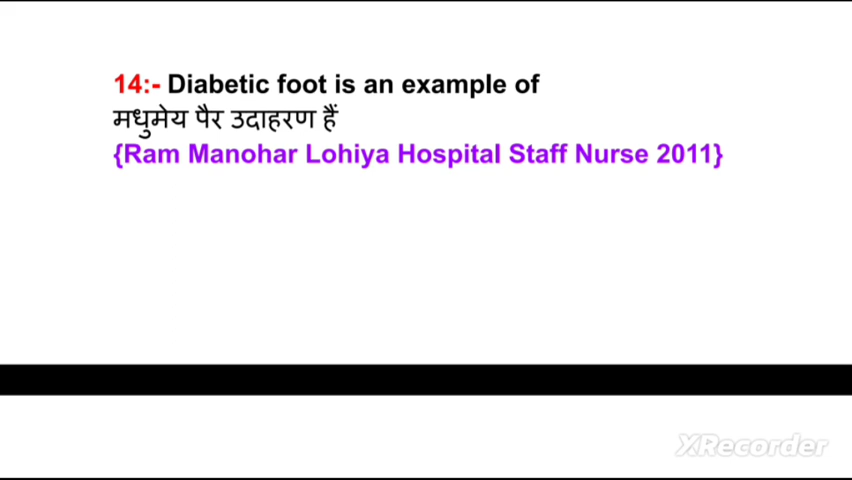 14:- Diabetic foot is an example of
मधुमेय पैर उदाहरण हैं
{Ram Manohar Lohiya Hospital Staff Nurse 2011}
XRecorder